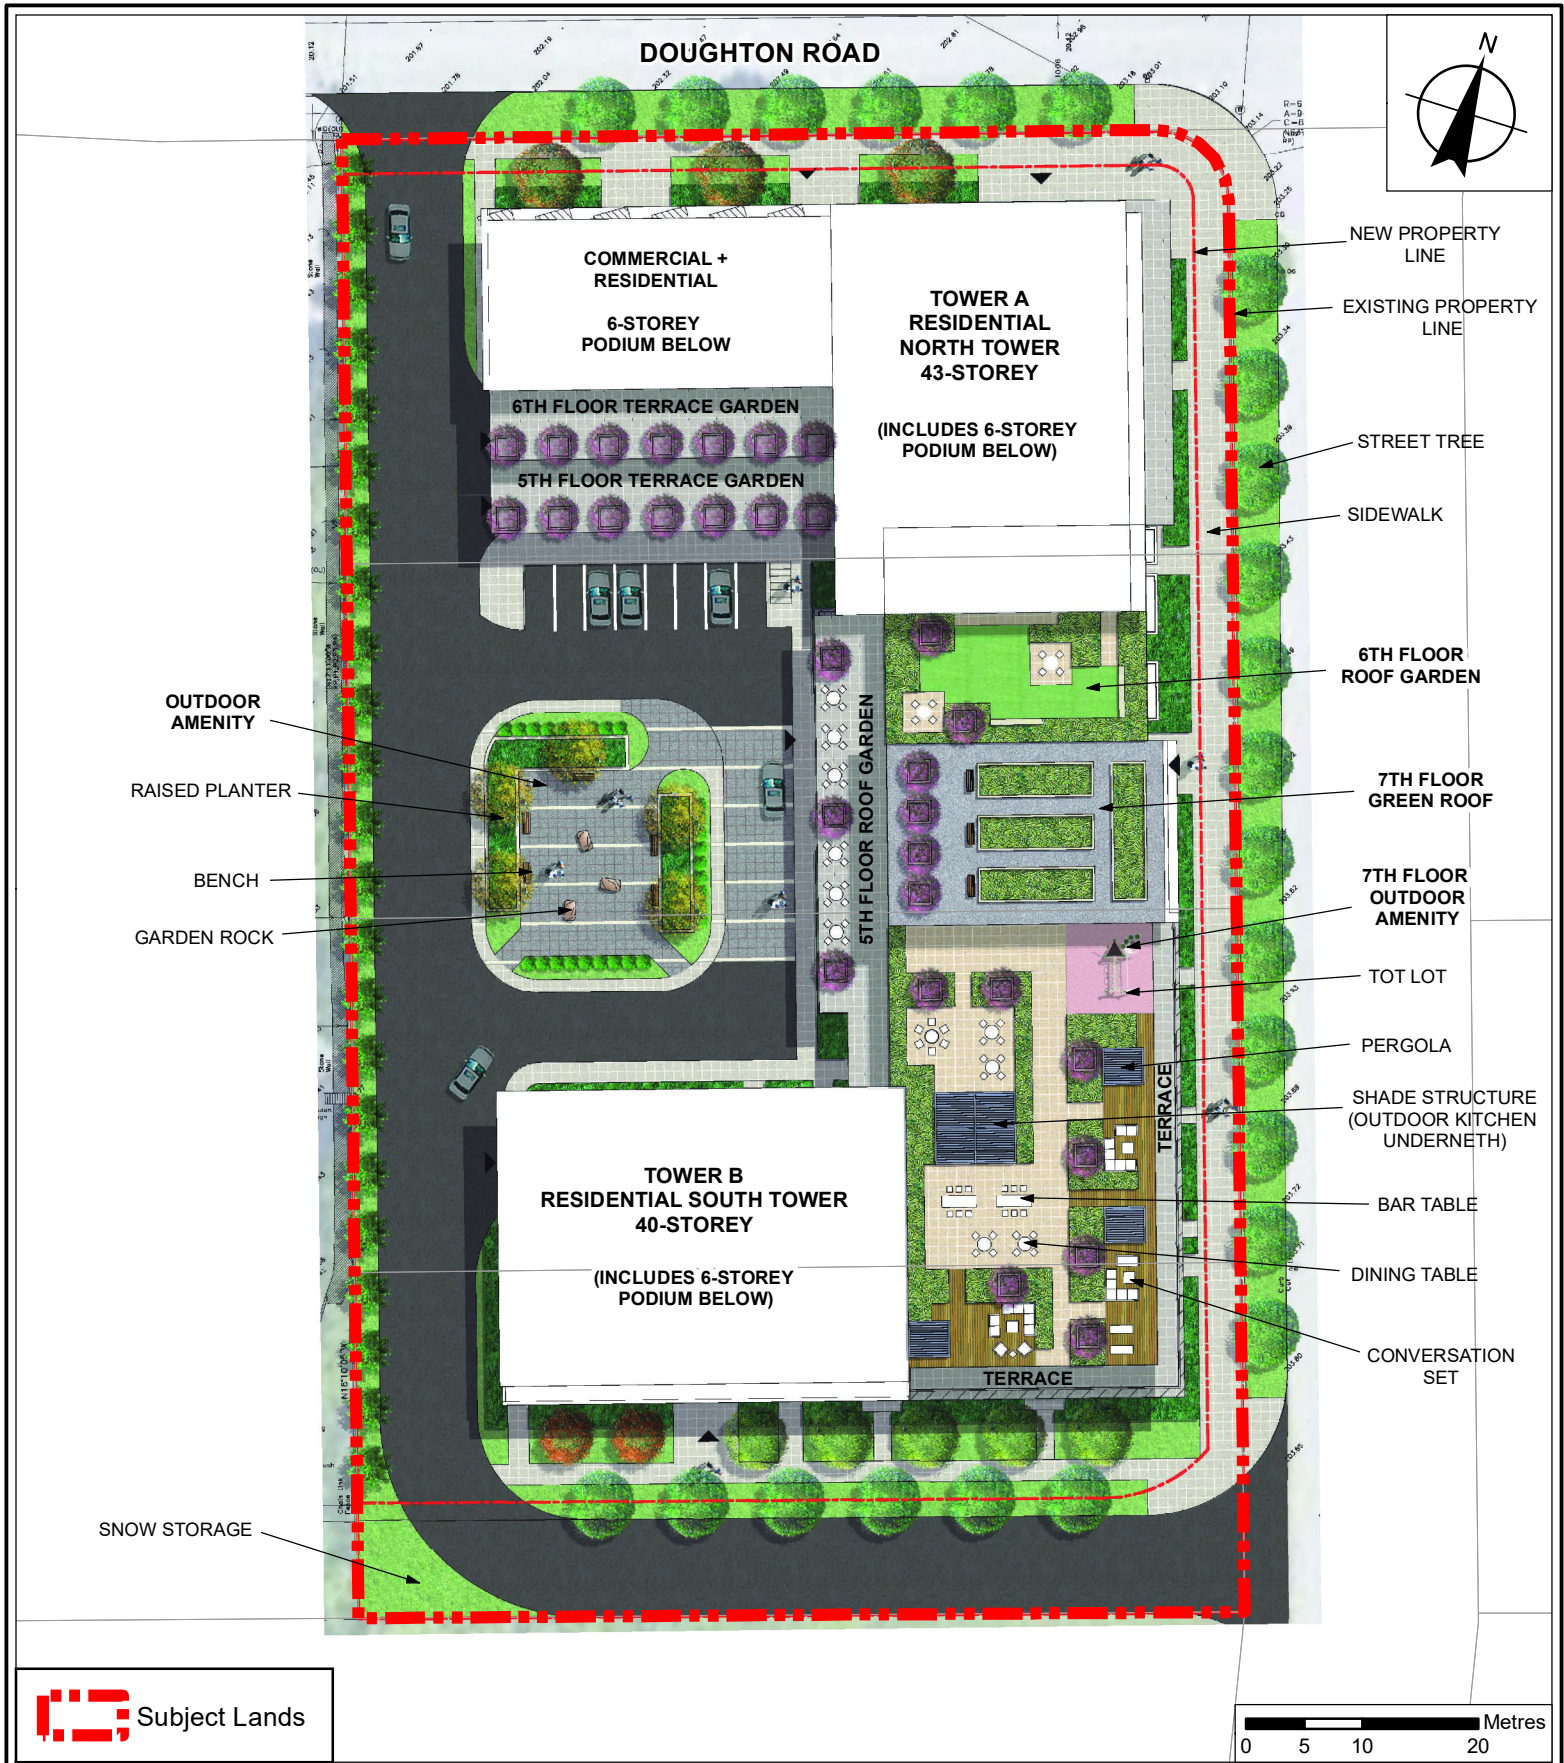 DOUGHTON ROAD
N
COMMERCIAL +
RESIDENTIAL
6-STOREY
PODIUM BELOW
TOWER A
RESIDENTIAL
NORTH TOWER
43-STOREY
(INCLUDES 6-STOREY
PODIUM BELOW)
6TH FLOOR TERRACE GARDEN
5TH FLOOR TERRACE GARDEN
NEW PROPERTY
LINE
EXISTING PROPERTY
LINE
STREET TREE
SIDEWALK
6TH FLOOR
ROOF GARDEN
7TH FLOOR
GREEN ROOF
7TH FLOOR
OUTDOOR
AMENITY
TOT LOT
PERGOLA
SHADE STRUCTURE
(OUTDOOR KITCHEN
UNDERNETH)
BAR TABLE
DINING TABLE
CONVERSATION
SET
OUTDOOR
AMENITY
RAISED PLANTER
BENCH
GARDEN ROCK
5TH FLOOR ROOF GARDEN
TERRACE
TOWER B
RESIDENTIAL SOUTH TOWER
40-STOREY
(INCLUDES 6-STOREY
PODIUM BELOW)
TERRACE
SNOW STORAGE
Subject Lands
Metres
0 5 10 20